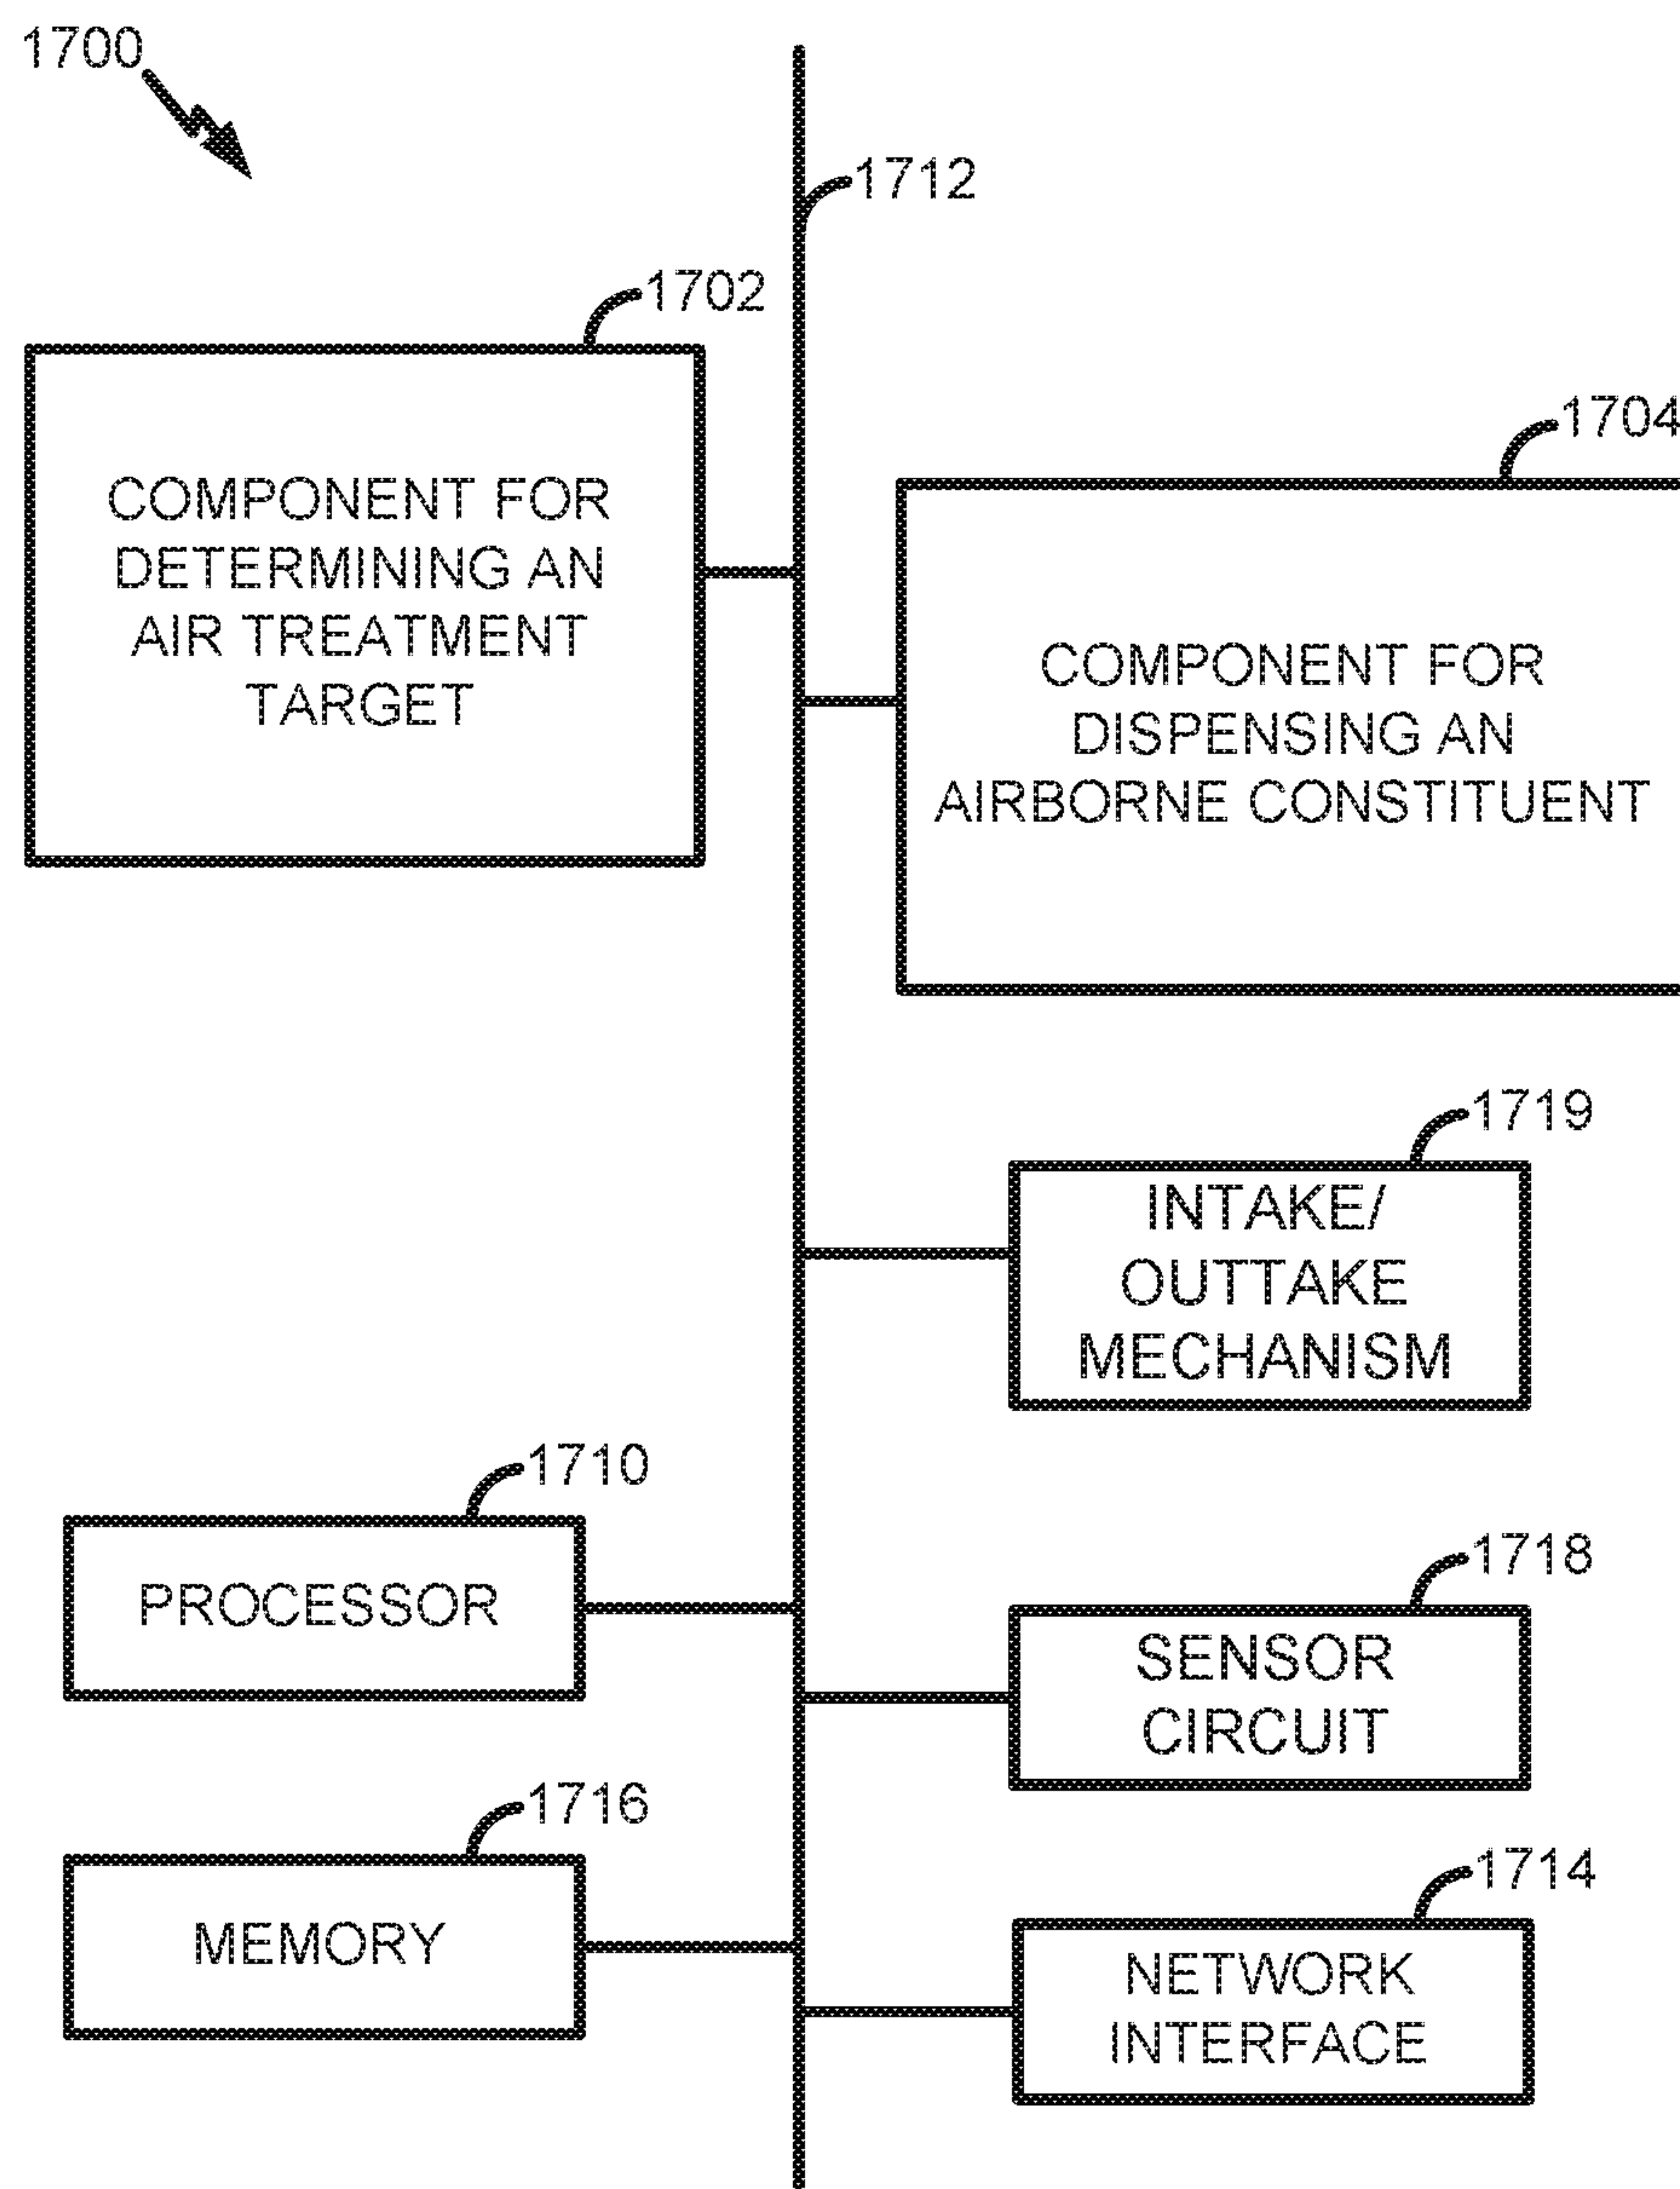 1700
1712
1702
COMPONENT FOR
DETERMINING AN
AIR TREATMENT
TARGET
1704
COMPONENT FOR
DISPENSING AN
AIRBORNE CONSTITUENT
1719
INTAKE/
OUTTAKE
MECHANISM
1710
PROCESSOR
1718
SENSOR
CIRCUIT
1716
MEMORY
1714
NETWORK
INTERFACE